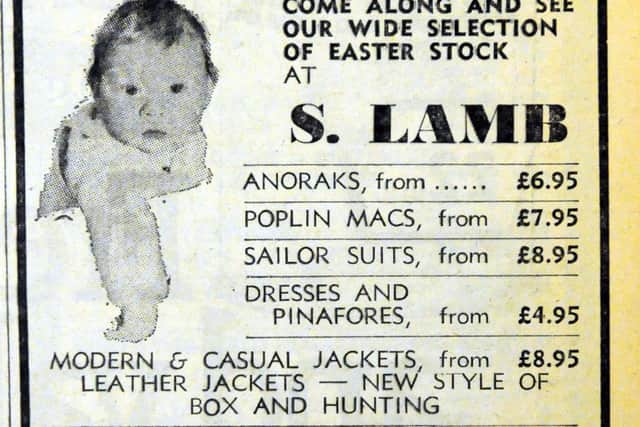 COME ALONG AND SEE
OUR WIDE SELECTION
OF EASTER STOCK
AT
S. LAMB
ANORAKS, from ...... £6.95
POPLIN MACS, from £7.95
SAILOR SUITS, from £8.95
DRESSES AND
PINAFORES, from £4.95
MODERN & CASUAL JACKETS, from £8.95
LEATHER JACKETS — NEW STYLE OF
BOX AND HUNTING